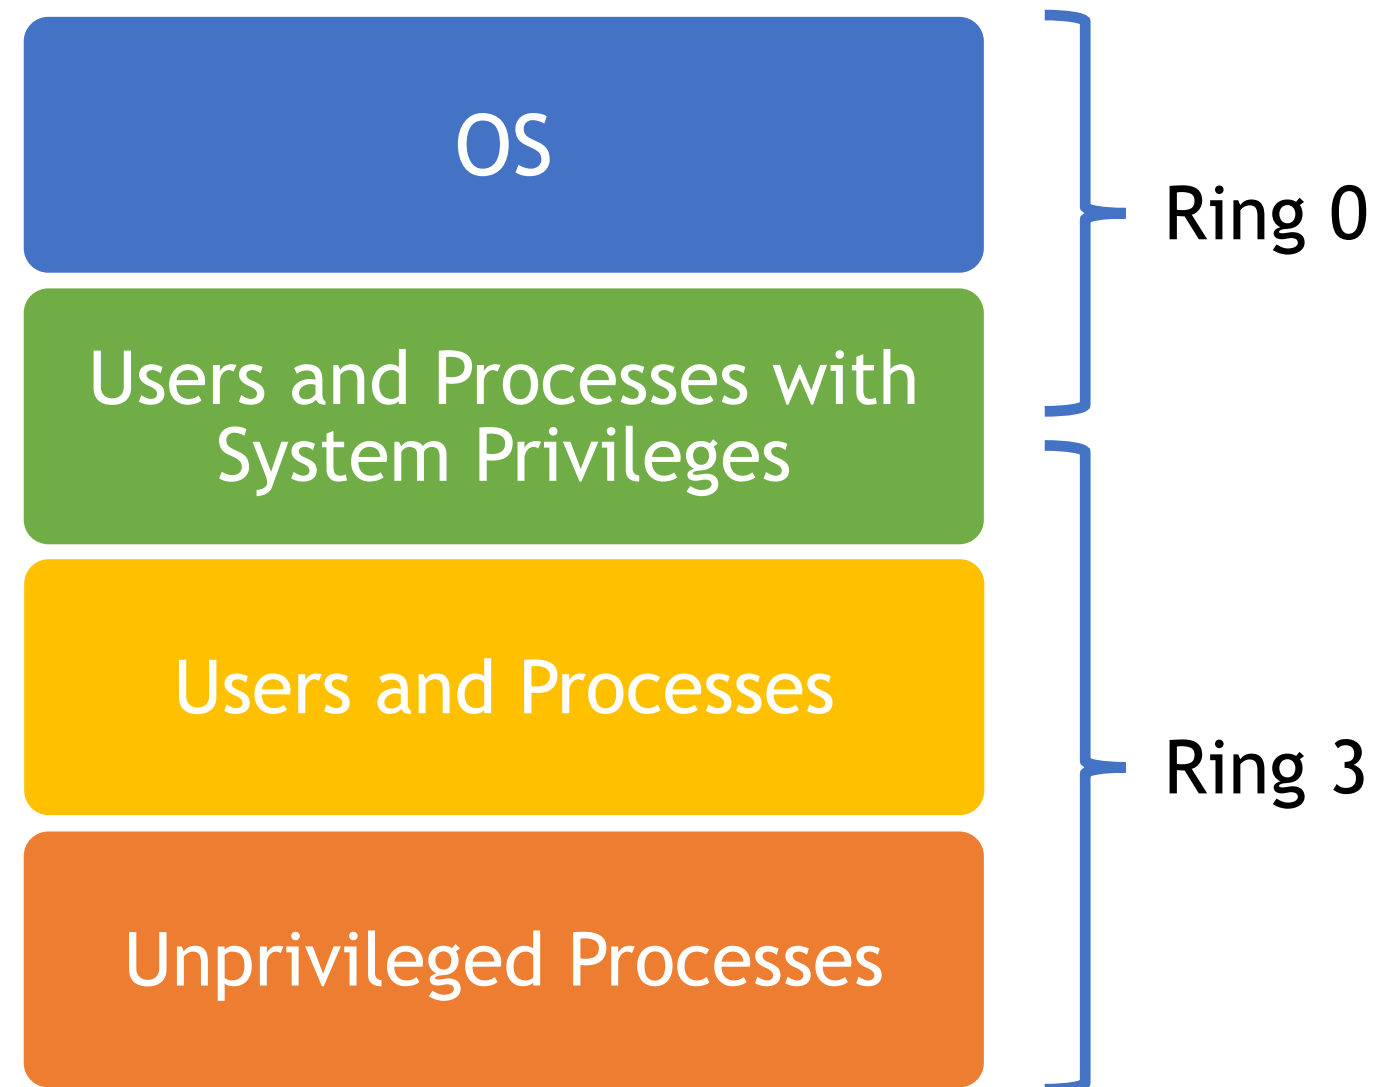 OS
Ring 0
Users and Processes with
System Privileges
Users and Processes
Ring 3
Unprivileged Processes